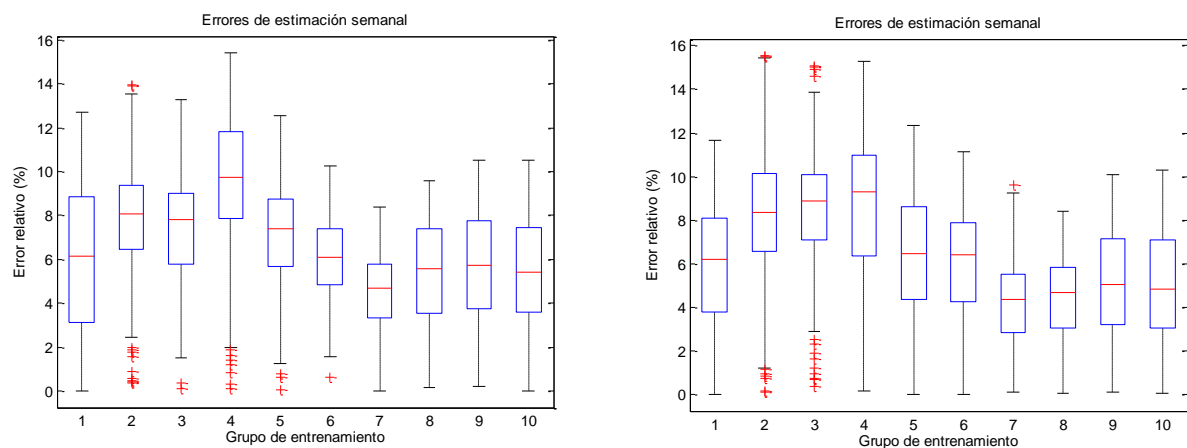 Errores de estimación semanal
16
14
12
10
8
6
4
2
0
Error relativo (%)
1 2 3 4 5 6 7 8 9 10
Grupo de entrenamiento
Errores de estimación semanal
16
14
12
10
8
6
4
2
0
Error relativo (%)
1 2 3 4 5 6 7 8 9 10
Grupo de entrenamiento